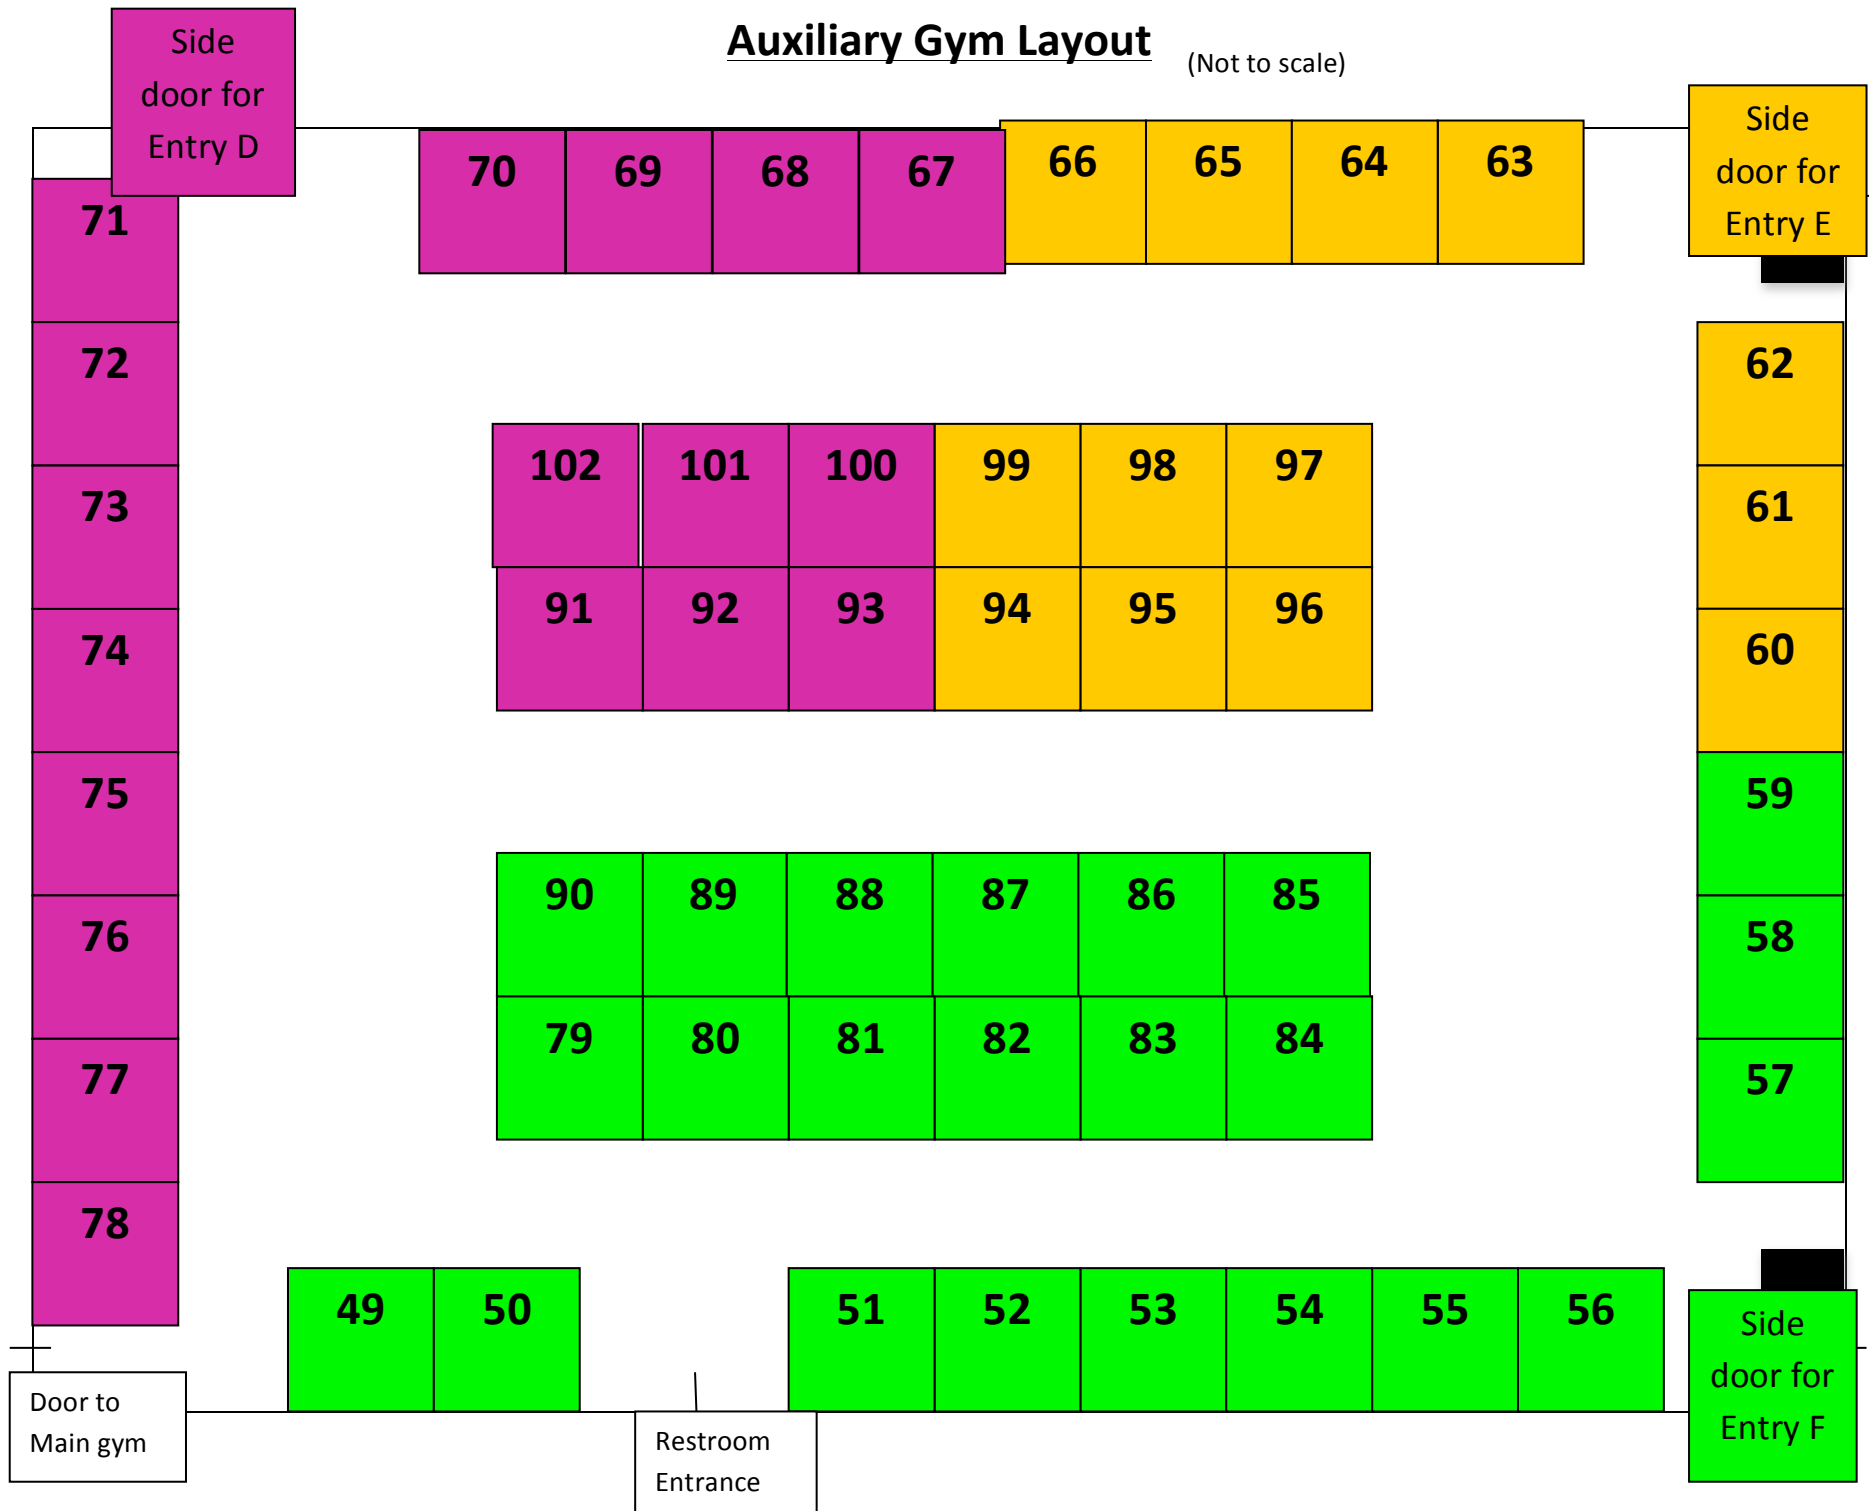 Auxiliary Gym Layout (Not to scale)
Side
door for
Entry D
Side
door for
Entry E
70 69 68 67 66 65 64 63
71
72
73
74
75
76
77
78
62
61
60
59
58
57
102 101 100 99 98 97
91 92 93 94 95 96
90 89 88 87 86 85
79 80 81 82 83 84
49 50 51 52 53 54 55 56
Door to
Main gym
Restroom
Entrance
Side
door for
Entry F